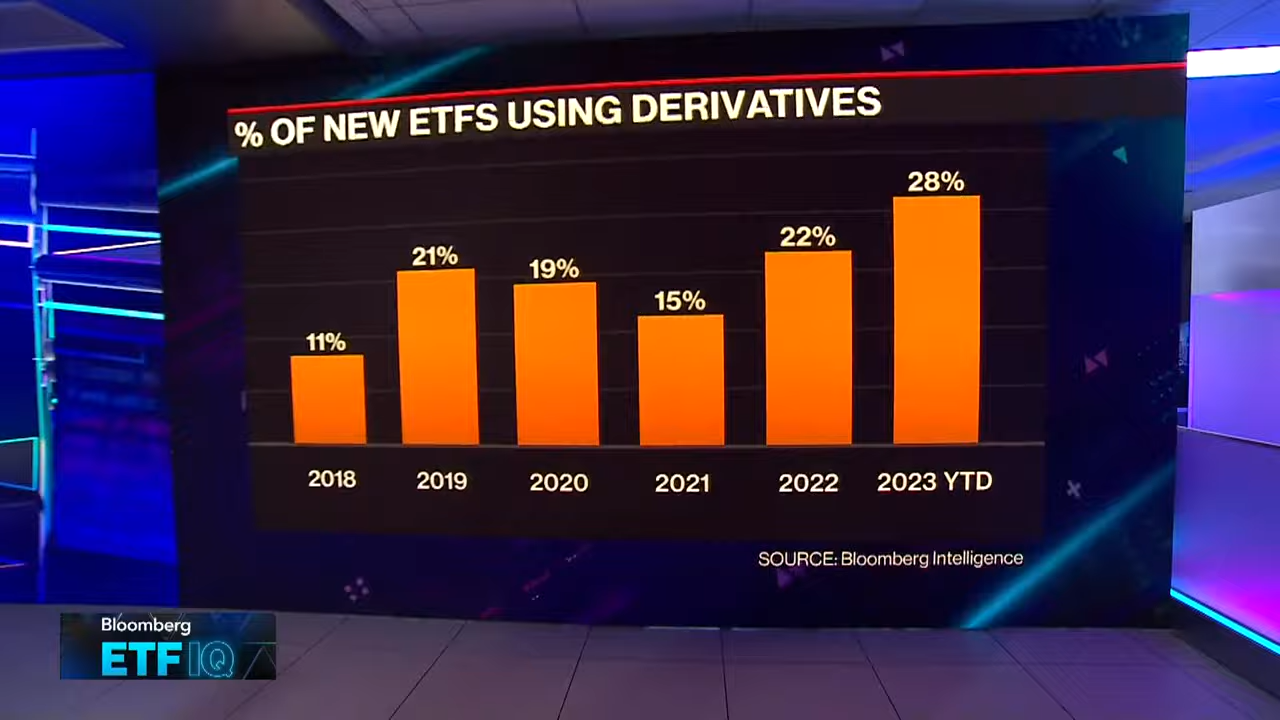 % OF NEW ETFS USING DERIVATIVES
28%
22%
21%
19%
15%
11%
2018 2019 2020 2021 2022 2023 YTD
SOURCE: Bloomberg Intelligence
Bloomberg
ETF IQ